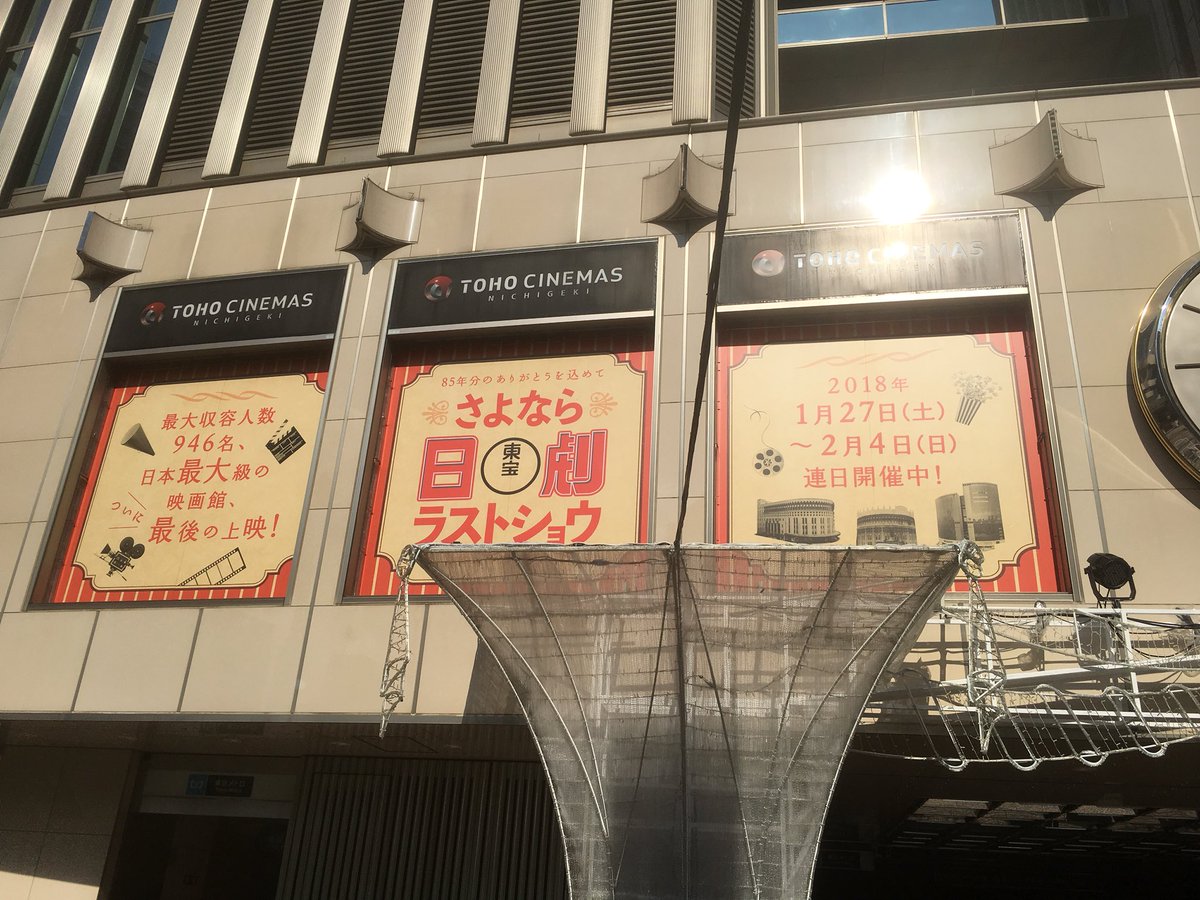 TOHO CINEMAS
NICHIGEKI
最大収容人数
946名、
日本最大級の
映画館、
ついに
最後の上映!
TOHO CINEMAS
NICHIGEKI
85年分のありがとうを込めて
さよなら
日劇
東宝
ラストショウ
TOHO CINEMAS
2018年
1月27日(土)
~2月4日(日)
連日開催中!